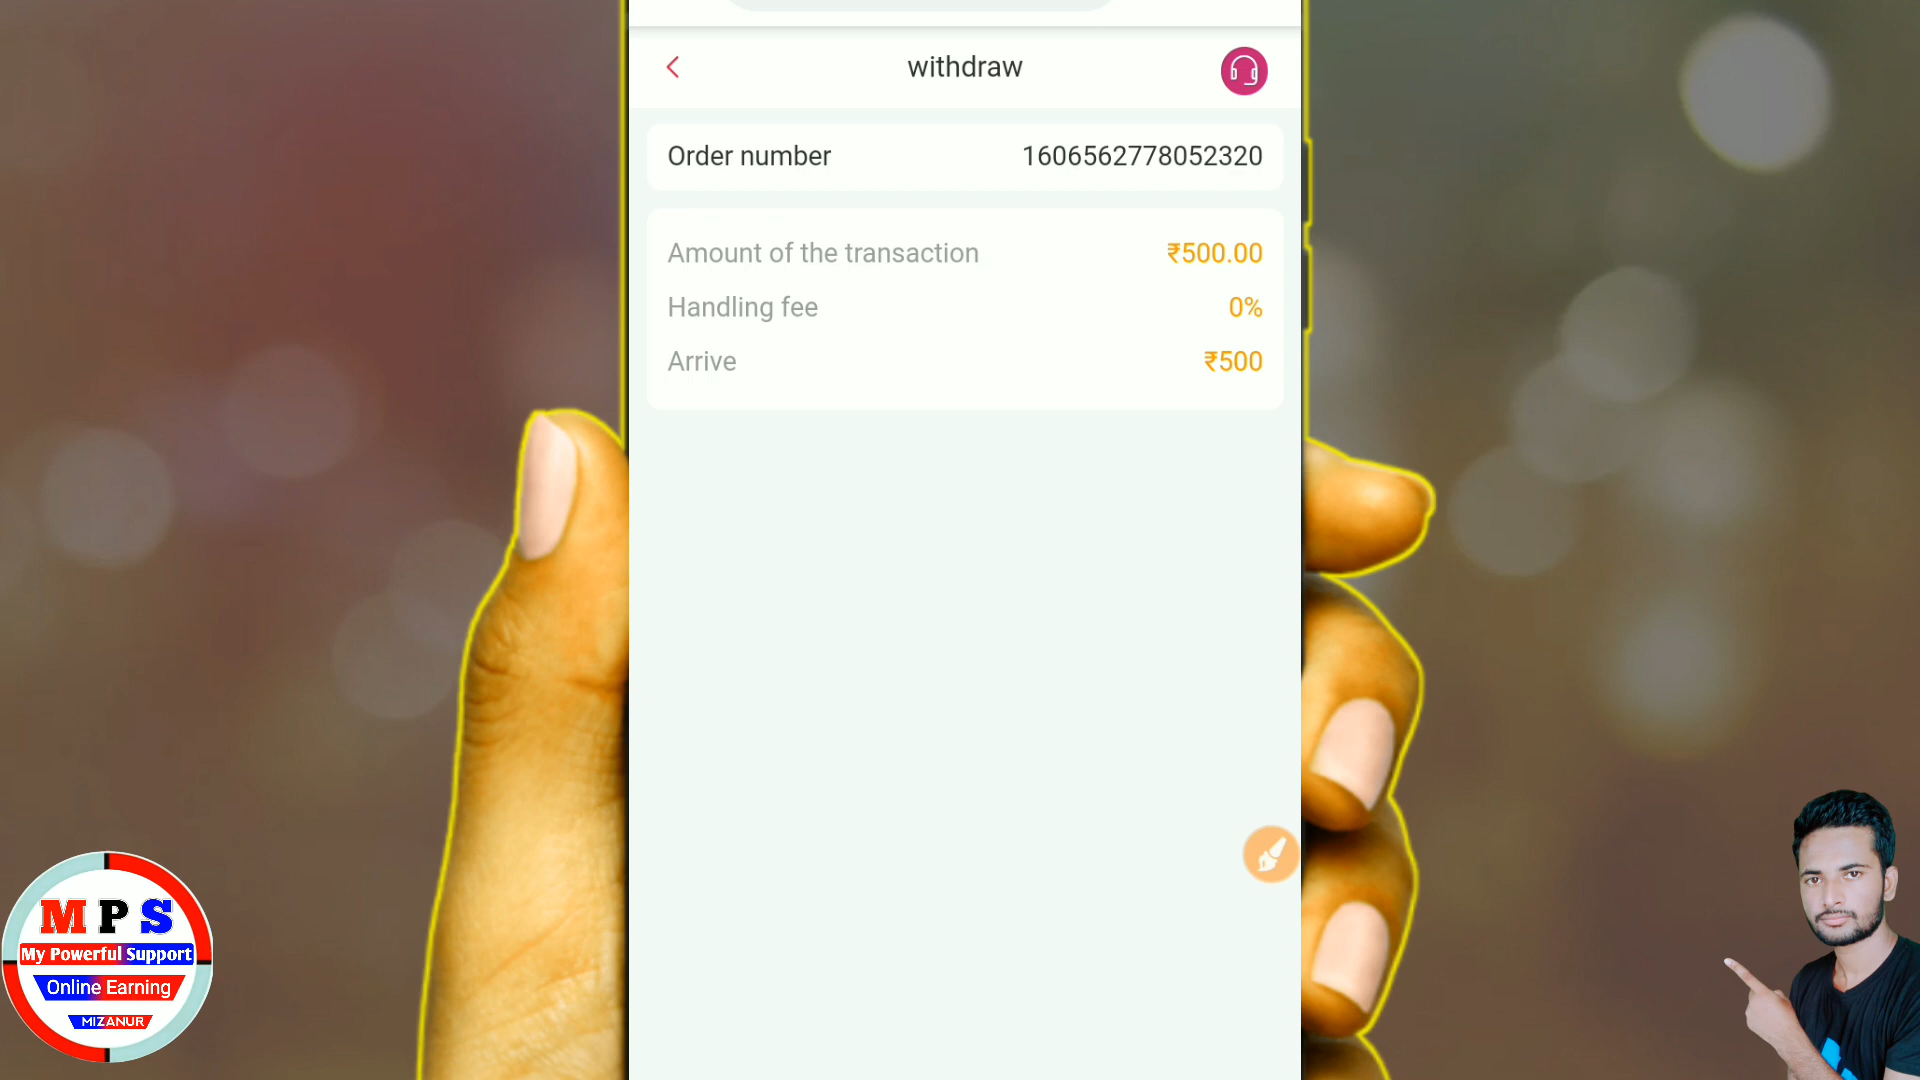 withdraw
Order number 1606562778052320
Amount of the transaction ₹500.00
Handling fee 0%
Arrive ₹500
M P S
My Powerful Support
Online Earning
MIZANUR